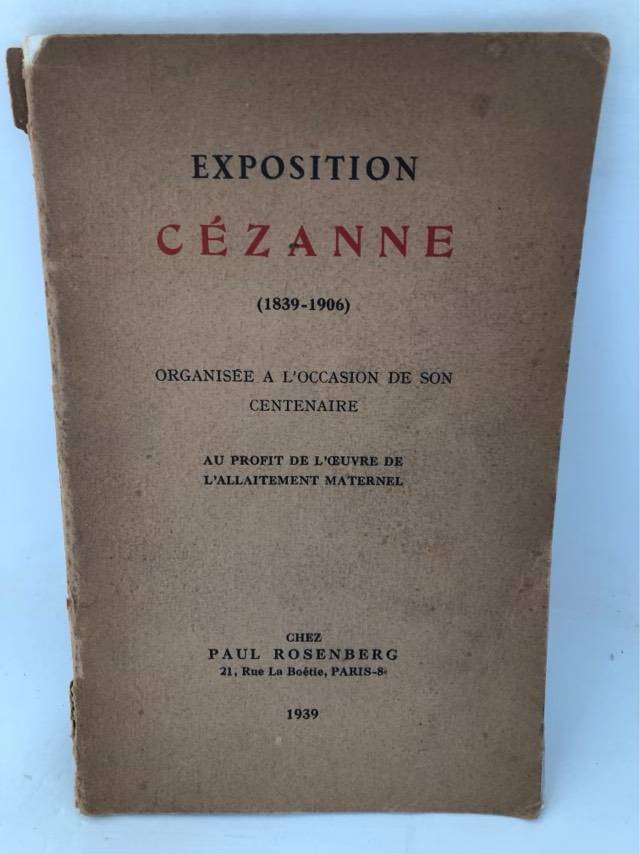 EXPOSITION
CÉZANNE
(1839-1906)
ORGANISÉE A L'OCCASION DE SON
CENTENAIRE
AU PROFIT DE L'ŒUVRE DE
L'ALLAITEMENT MATERNEL
CHEZ
PAUL ROSENBERG
21, Rue La Boétie, PARIS-8e
1939